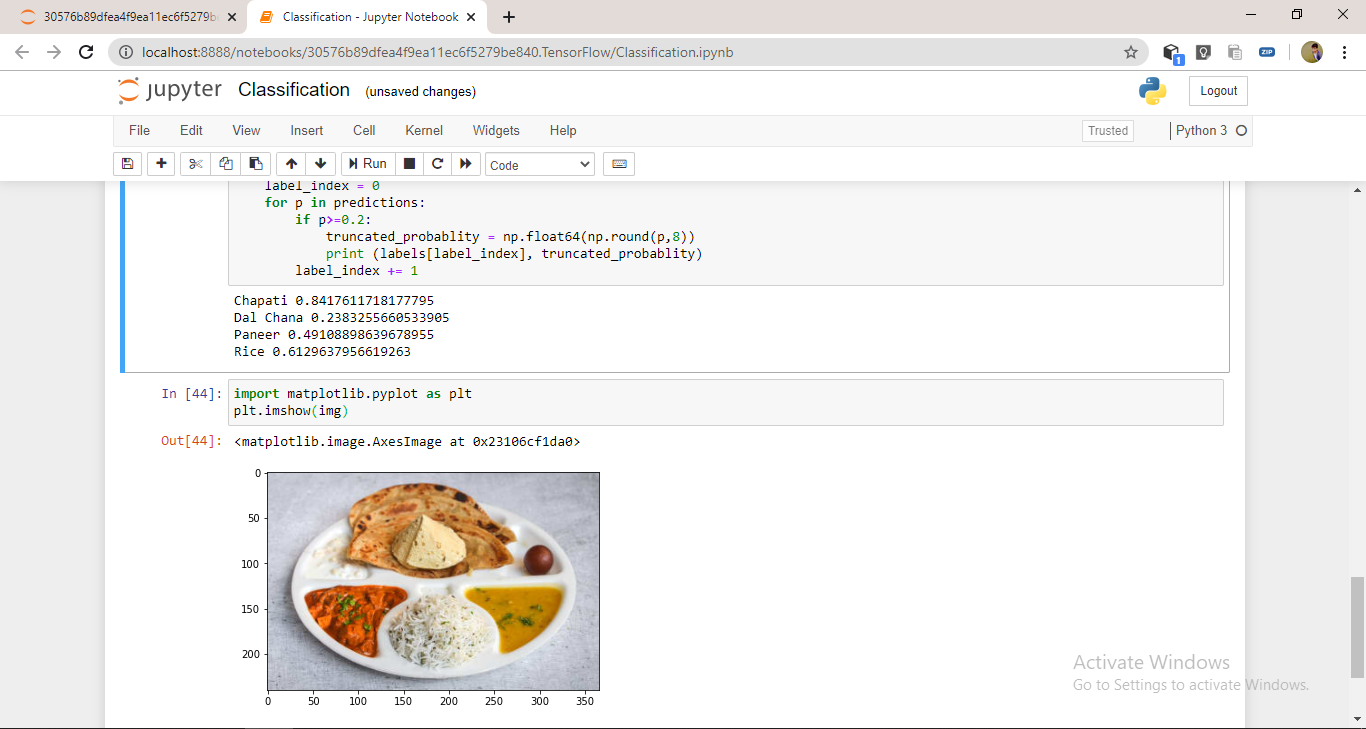 30576b89dfea4f9ea11ec6f5279b
Classification - Jupyter Notebook
localhost:8888/notebooks/30576b89dfea4f9ea11ec6f5279be840.TensorFlow/Classification.ipynb
1
ZIP
jupyter Classification (unsaved changes)
Logout
File Edit View Insert Cell Kernel Widgets Help
Trusted
Python 3
Run
Code
label_index = 0
for p in predictions:
if p>=0.2:
truncated_probablity = np.float64(np.round(p,8))
print (labels[label_index], truncated_probablity)
label_index += 1
Chapati 0.8417611718177795
Dal Chana 0.2383255660533905
Paneer 0.49108898639678955
Rice 0.6129637956619263
In [44]: import matplotlib.pyplot as plt
plt.imshow(img)
Out[44]: <matplotlib.image.AxesImage at 0x23106cf1da0>
0
50
100
150
200
0 50 100 150 200 250 300 350
Activate Windows
Go to Settings to activate Windows.